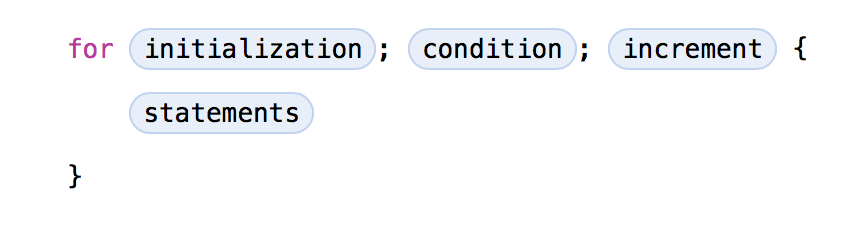 for initialization; condition; increment {
statements
}